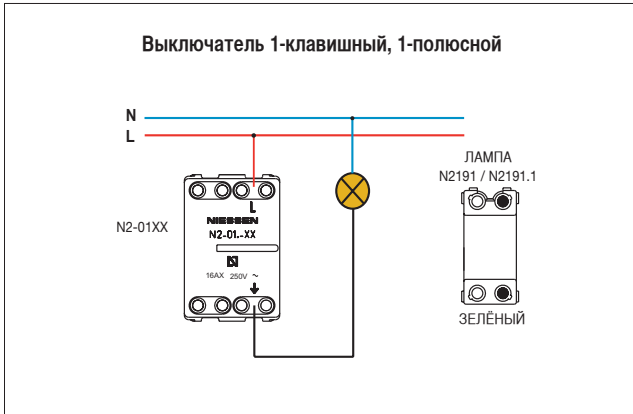 Выключатель 1-клавишный, 1-полюсной
N
L
ЛАМПА
N2191 / N2191.1
L
NIESSEN
N2-01.-XX
N2-01XX
16AX 250V ~
ЗЕЛЁНЫЙ